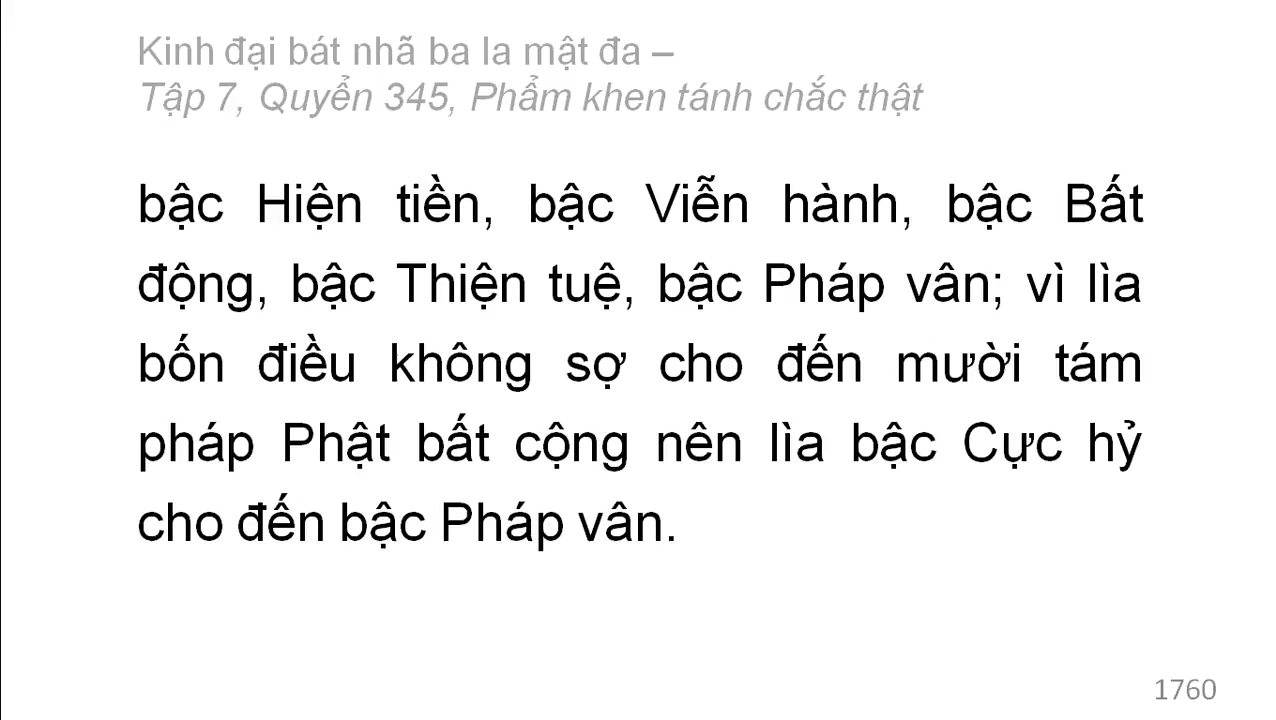 Kinh đại bát nhã ba la mật đa –
Tập 7, Quyển 345, Phẩm khen tánh chắc thật
bậc Hiện tiền, bậc Viễn hành, bậc Bất
động, bậc Thiện tuệ, bậc Pháp vân; vì lìa
bốn điều không sợ cho đến mười tám
pháp Phật bất cộng nên lìa bậc Cực hỷ
cho đến bậc Pháp vân.
1760